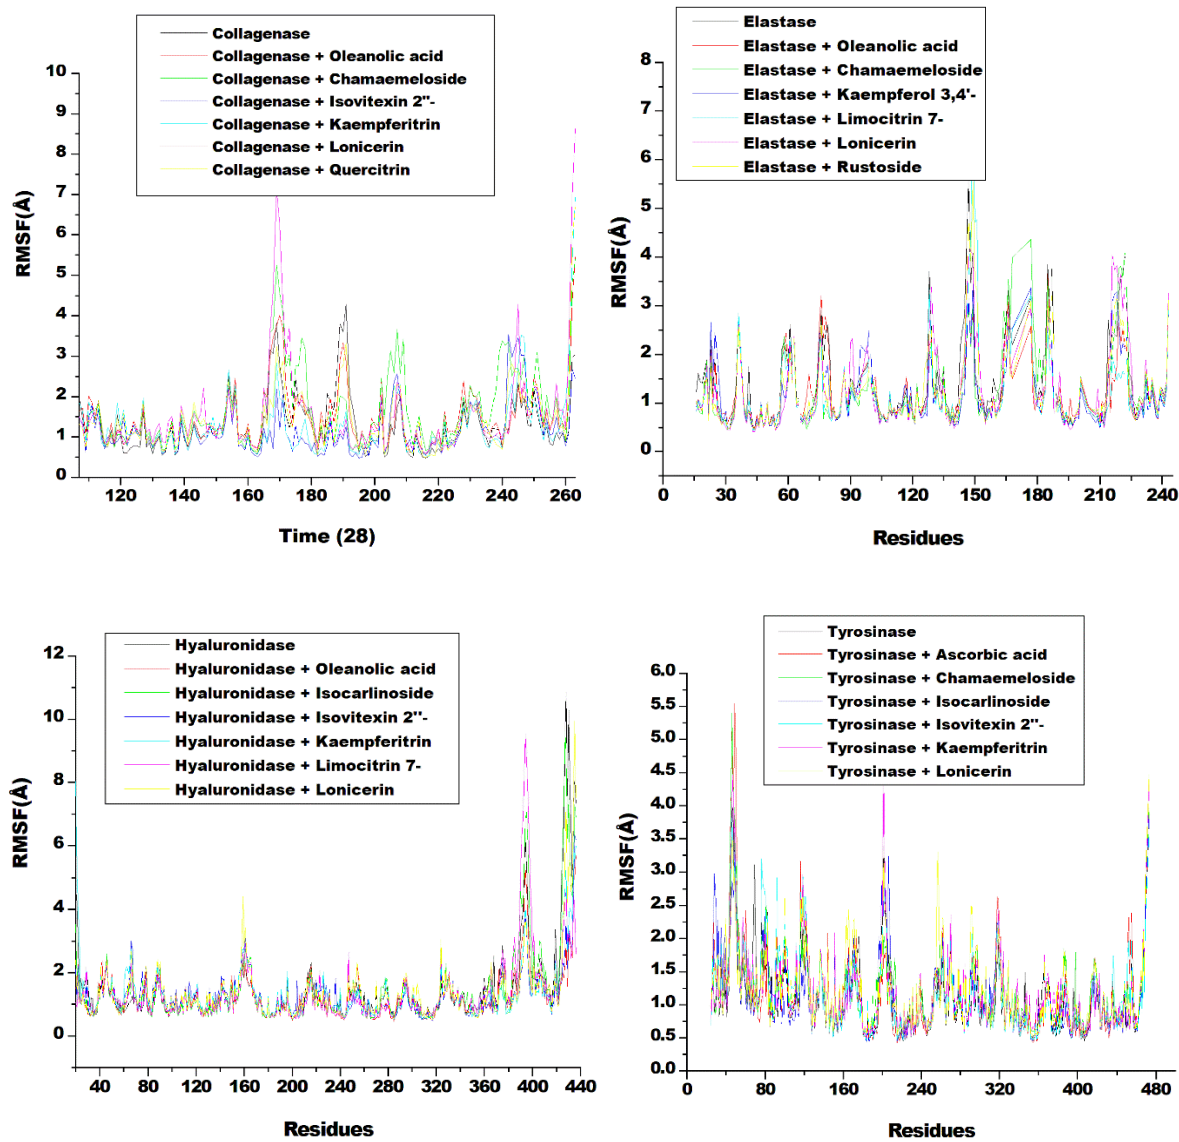 Collagenase
Collagenase + Oleanolic acid
Collagenase + Chamaemeloside
Collagenase + Isovitexin 2"-
Collagenase + Kaempferitrin
Collagenase + Lonicerin
Collagenase + Quercitrin
10
9
8
7
6
5
4
3
2
1
0
RMSF(Å)
120 140 160 180 200 220 240 260
Time (28)
Elastase
Elastase + Oleanolic acid
Elastase + Chamaemeloside
Elastase + Kaempferol 3,4'-
Elastase + Limocitrin 7-
Elastase + Lonicerin
Elastase + Rustoside
8
7
6
5
4
3
2
1
0
RMSF(Å)
0 30 60 90 120 150 180 210 240
Residues
Hyaluronidase
Hyaluronidase + Oleanolic acid
Hyaluronidase + Isocarlinoside
Hyaluronidase + Isovitexin 2"-
Hyaluronidase + Kaempferitrin
Hyaluronidase + Limocitrin 7-
Hyaluronidase + Lonicerin
12
10
8
6
4
2
0
RMSF(Å)
40 80 120 160 200 240 280 320 360 400 440
Residues
Tyrosinase
Tyrosinase + Ascorbic acid
Tyrosinase + Chamaemeloside
Tyrosinase + Isocarlinoside
Tyrosinase + Isovitexin 2"-
Tyrosinase + Kaempferitrin
Tyrosinase + Lonicerin
6.0
5.5
5.0
4.5
4.0
3.5
3.0
2.5
2.0
1.5
1.0
0.5
0.0
RMSF(Å)
0 80 160 240 320 400 480
Residues